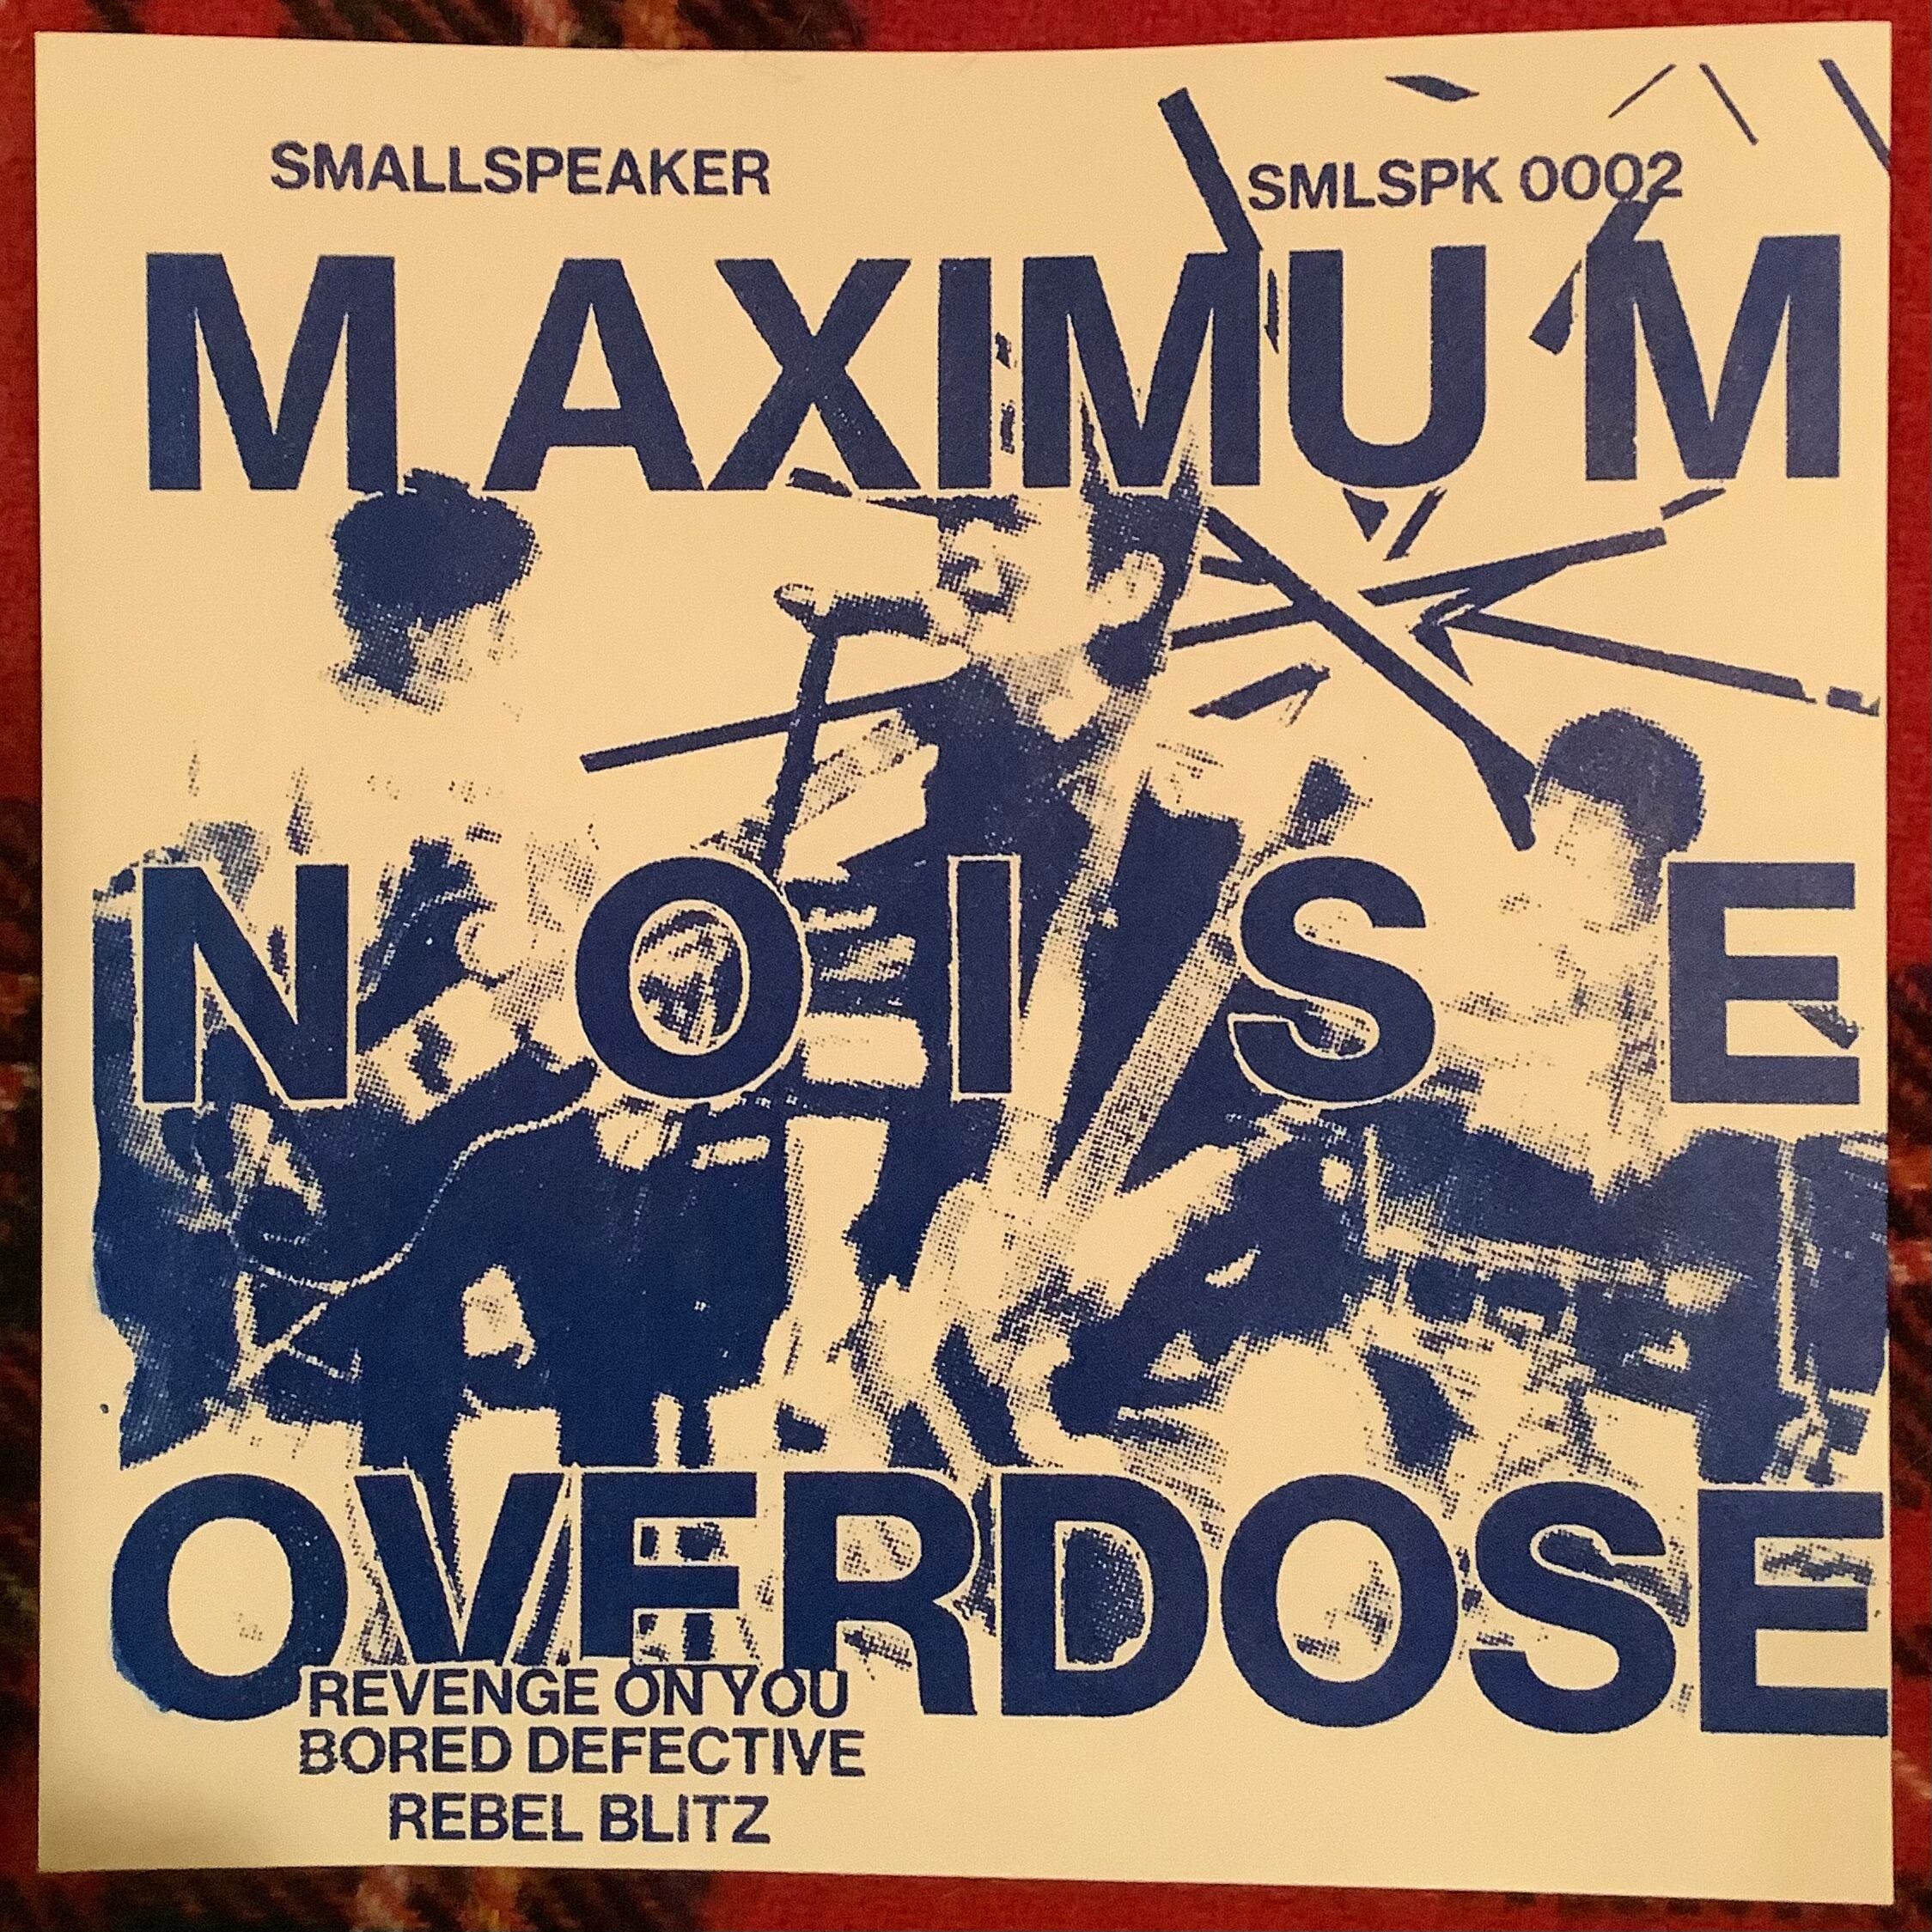 SMALLSPEAKER
SMLSPK 0002
MAXIMUM
NOISE
OVERDOSE
REVENGE ON YOU
BORED DEFECTIVE
REBEL BLITZ